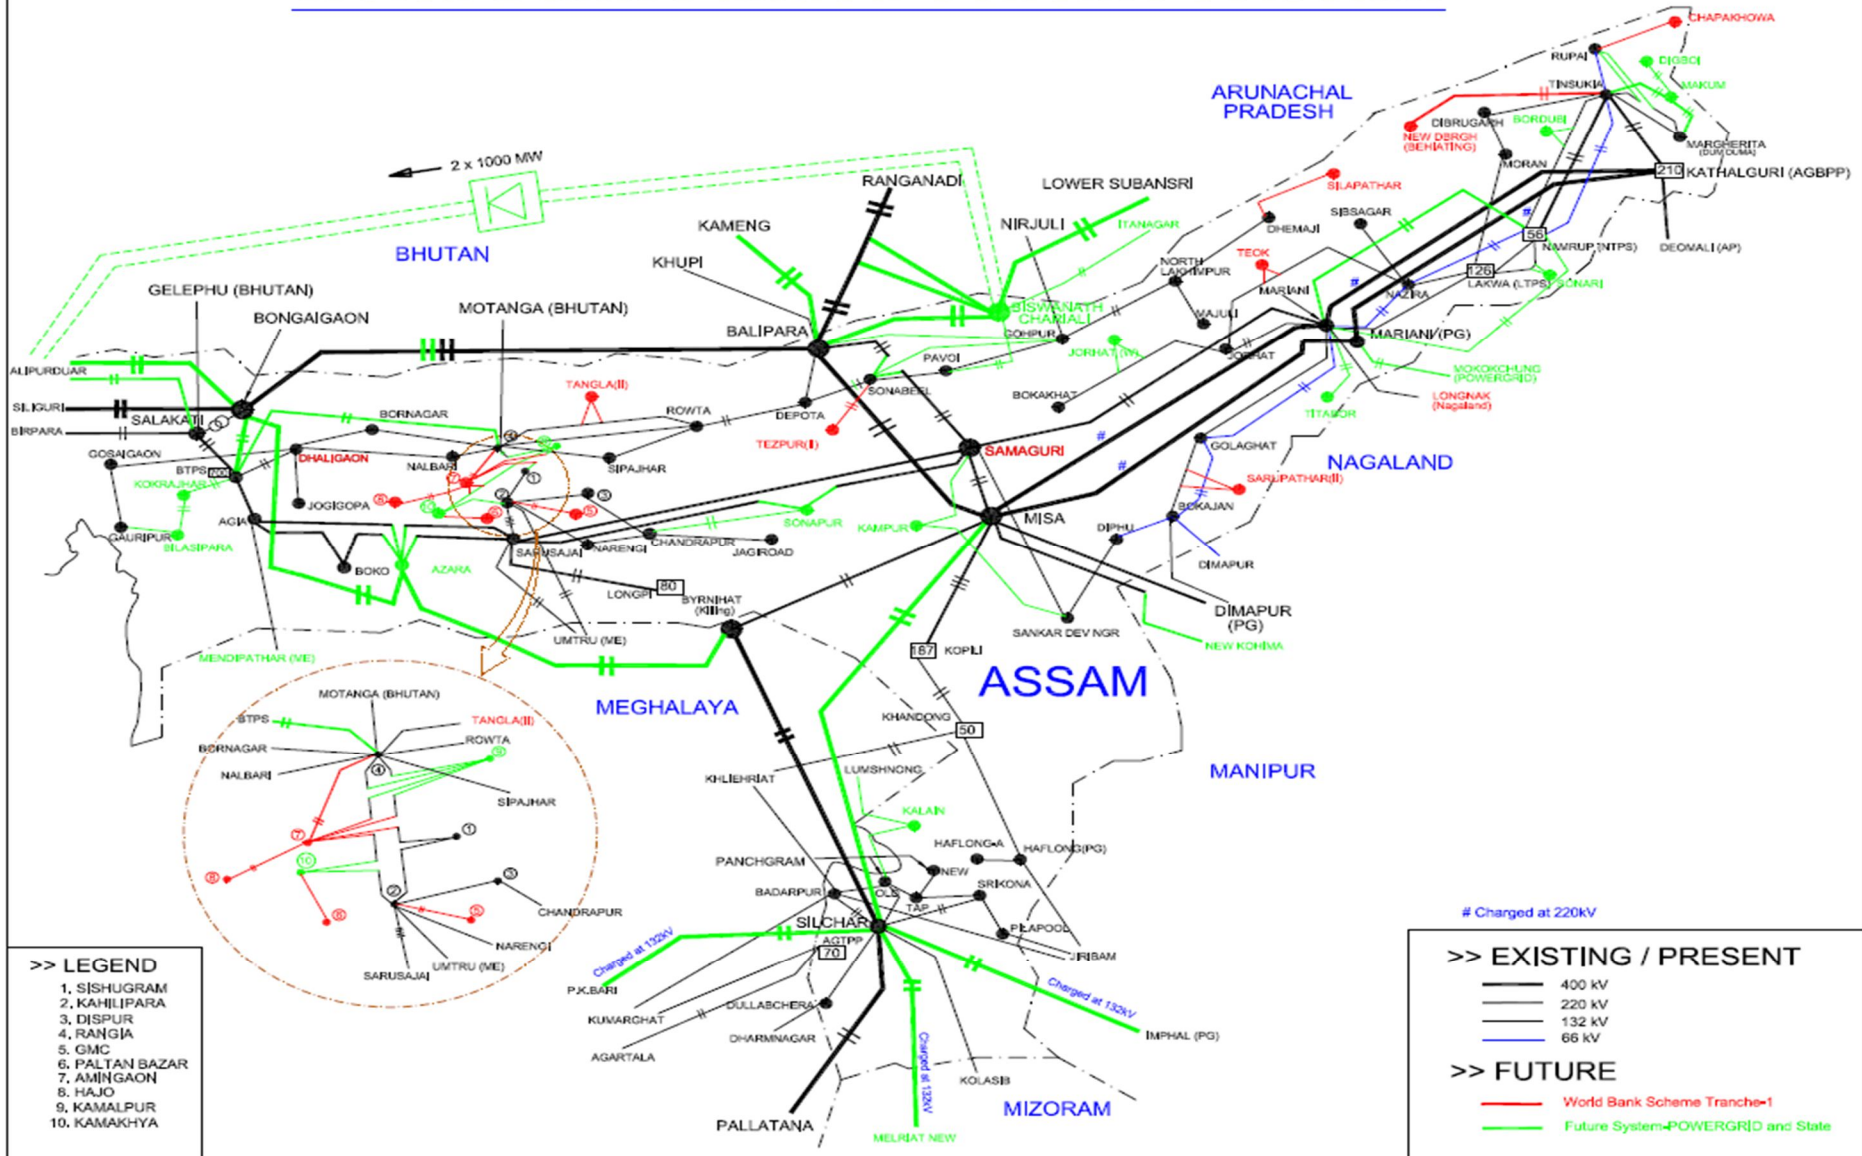 CHAPAKHOWA
RUPAI
DIGBOI
TINSUKIA
MAKUM
ARUNACHAL
PRADESH
DIBRUGARH
BORDUBI
NEW DBRGH
(BEHIATING)
MARGHERITA
(DUM DUMA)
MORAN
2 x 1000 MW
210
KATHALGURI (AGBPP)
RANGANADI
LOWER SUBANSRI
SILAPATHAR
KAMENG
NIRJULI
ITANAGAR
SIBSAGAR
#
DHEMAJI
56
NAMRUP (NTPS)
DEOMALI (AP)
BHUTAN
KHUPI
TEOK
NORTH
LAKHIMPUR
126
LAKWA (LTPS)
SONARI
#
GELEPHU (BHUTAN)
MARIANI
NAZIRA
MOTANGA (BHUTAN)
BISWANATH
CHARIALI
BONGAIGAON
BALIPARA
GOHPUR
MAJULI
MARIANI (PG)
JORHAT (W)
JORHAT
PAVOI
ALIPURDUAR
MOKOKCHUNG
(POWERGRID)
TANGLA(II)
SONABEEL
BOKAKHAT
LONGNAK
(Nagaland)
SILIGURI
SALAKATI
BORNAGAR
ROWTA
DEPOTA
TITABOR
BIRPARA
TEZPUR(II)
#
GOLAGHAT
GOSAIGAON
DHALIGAON
NALBARI
SIPAJHAR
SAMAGURI
NAGALAND
BTPS
#
KOKRAJHAR
SARUPATHAR(II)
JOGIGOPA
BOKAJAN
AGIA
SONAPUR
KAMPUR
MISA
DIPHU
GAURIPUR
BILASIPARA
SARUSAJAI
NARENGI
CHANDRAPUR
JAGIROAD
DIMAPUR
BOKO
AZARA
LONGPI
80
BYRNIHAT
(Killing)
DIMAPUR
(PG)
SANKAR DEV NGR
UMTRU (ME)
NEW KOHIMA
MENDIPATHAR (ME)
187
KOPILI
ASSAM
MEGHALAYA
MOTANGA (BHUTAN)
BTPS
TANGLA(II)
KHANDONG
50
BORNAGAR
ROWTA
NALBARI
MANIPUR
KHLIEHRIAT
LUMSHNONG
SIPAJHAR
KALAIN
HAFLONG-A
HAFLONG(PG)
PANCHGRAM
NEW
SRIKONA
BADARPUR
OLD
TAP
CHANDRAPUR
SILCHAR
PILAPOOL
# Charged at 220kV
NARENGI
AGTPP
70
JIRIBAM
UMTRU (ME)
SARUSAJAI
Charged at 132kV
P.K.BARI
Charged at 132kV
DULLABCHERA
KUMARGHAT
DHARMNAGAR
IMPHAL (PG)
AGARTALA
Charged at 132kV
KOLASIB
MIZORAM
PALLATANA
MELRIAT NEW
>> LEGEND
1. SISHUGRAM
2. KAHILIPARA
3. DISPUR
4. RANGIA
5. GMC
6. PALTAN BAZAR
7. AMINGAON
8. HAJO
9. KAMALPUR
10. KAMAKHYA
>> EXISTING / PRESENT
400 kV
220 kV
132 kV
66 kV
>> FUTURE
World Bank Scheme Tranche-1
Future System-POWERGRID and State